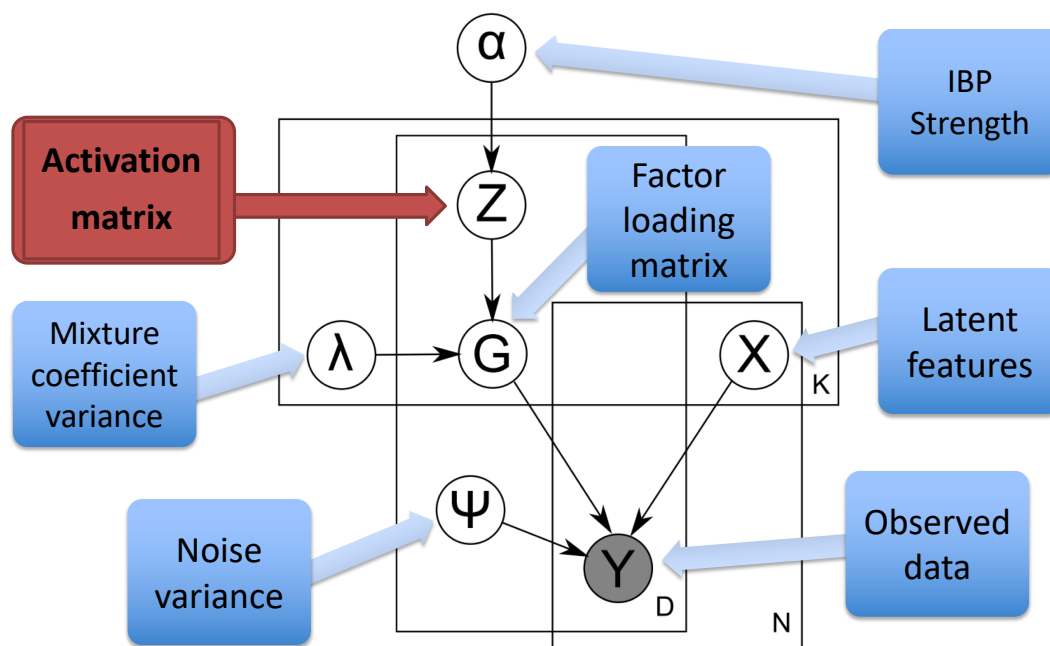 α
IBP
Strength
Activation
matrix
Z
Factor
loading
matrix
Mixture
coefficient
variance
λ
G
X
K
Latent
features
Ψ
Noise
variance
Y
D
N
Observed
data